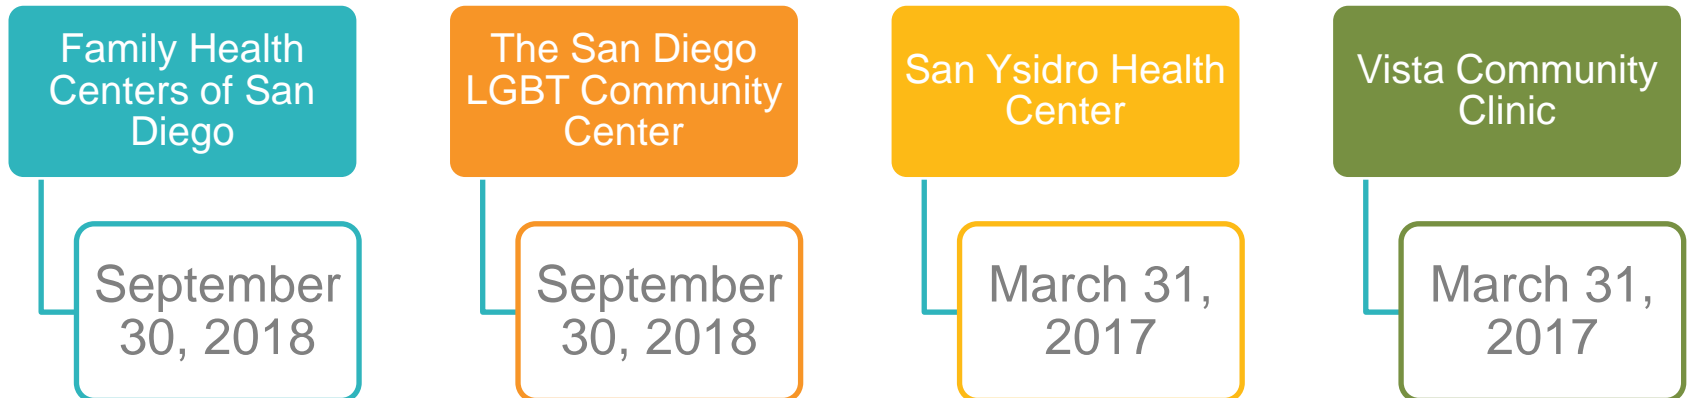 Family Health
Centers of San
Diego
September
30, 2018
The San Diego
LGBT Community
Center
September
30, 2018
San Ysidro Health
Center
March 31,
2017
Vista Community
Clinic
March 31,
2017